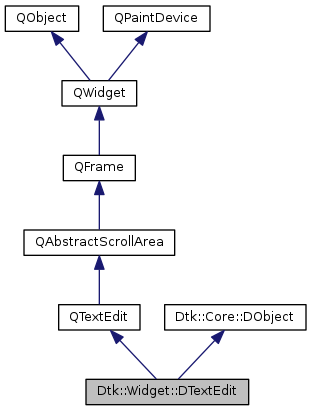 QObject
QPaintDevice
QWidget
QFrame
QAbstractScrollArea
QTextEdit
Dtk::Core::DObject
Dtk::Widget::DTextEdit